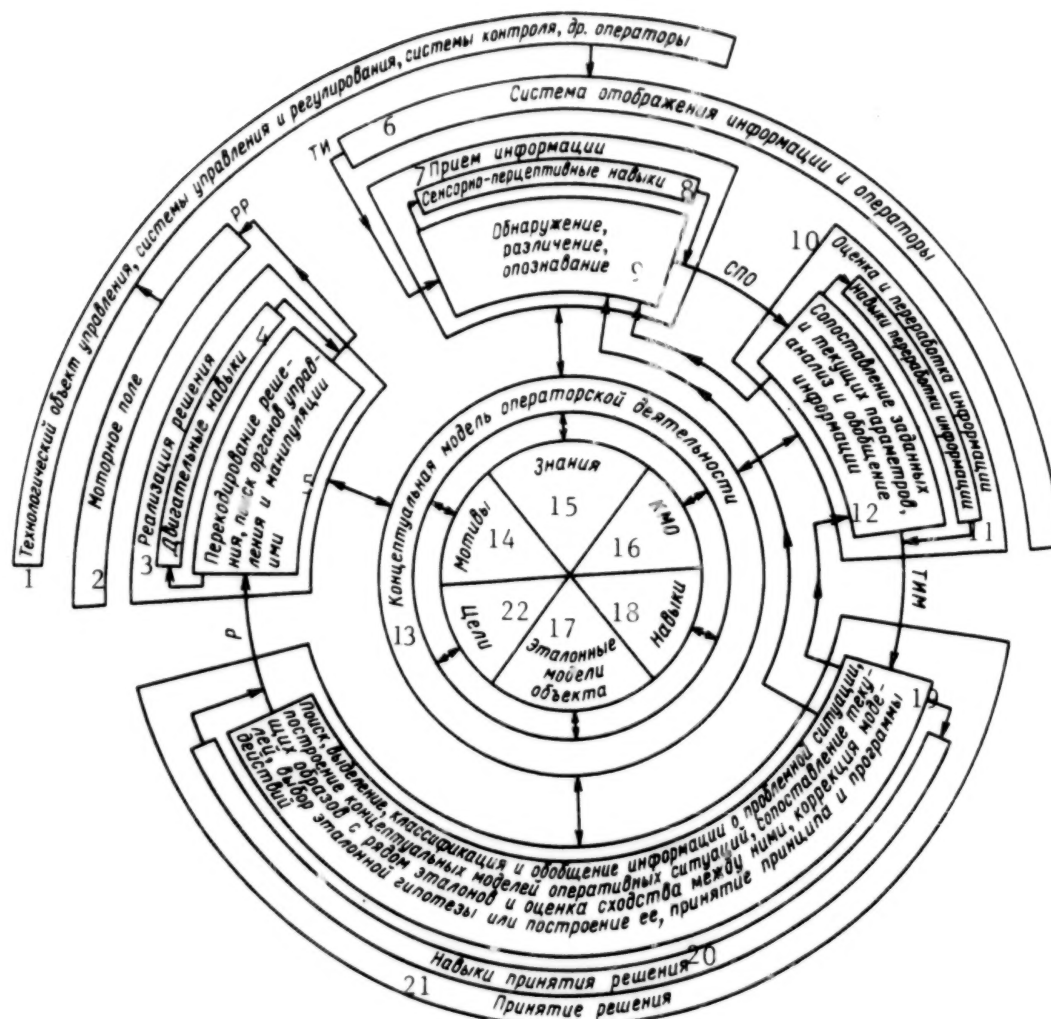 Технологический объект управления, системы управления и регулирования, системы контроля, др. операторы
1
Моторное поле
2
РР
Реализация решения
3
Двигательные навыки
4
Перекодирование реше-
ния, поиск органов управ-
ления и манипуляции
ими
5
ТИ
6
Система отображения информации и операторы
7
Прием информации
Сенсорно-перцептивные навыки
8
Обнаружение,
различение,
опознавание
9
СПО
10
Оценка и переработка информации
Навыки переработки информации
11
Сопоставление заданных
и текущих параметров,
анализ и обобщение
информации
12
ТИМ
Концептуальная модель операторской деятельности
13
Мотивы
14
Знания
15
КМО
16
Навыки
18
Эталонные
модели
объекта
17
Цели
22
Р
Поиск, выделение, классификация и обобщение информации о проблемной ситуации,
построение концептуальных моделей оперативных ситуаций, сопоставление теку-
щих образов с рядом эталонов и оценка сходства между ними, коррекция моде-
лей, выбор эталонной гипотезы или построение ее, принятие принципа и программы
действий
19
Навыки принятия решения
20
21
Принятие решения